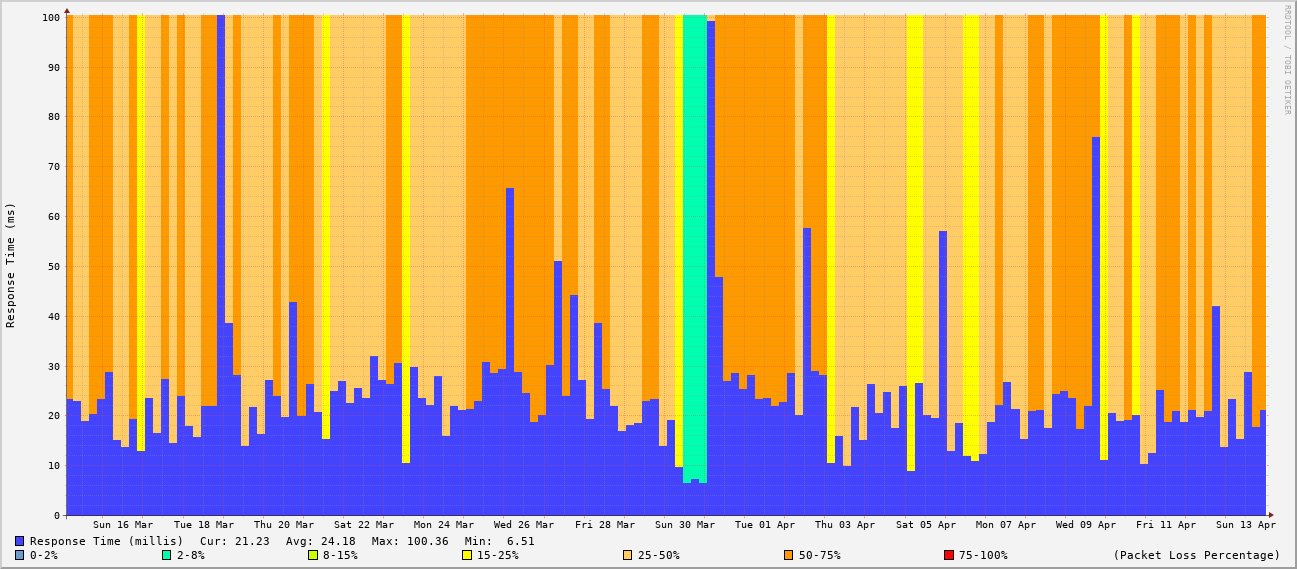 RRDTOOL / TOBI OETIKER
Response Time (ms)
100
90
80
70
60
50
40
30
20
10
0
Sun 16 Mar Tue 18 Mar Thu 20 Mar Sat 22 Mar Mon 24 Mar Wed 26 Mar Fri 28 Mar Sun 30 Mar Tue 01 Apr Thu 03 Apr Sat 05 Apr Mon 07 Apr Wed 09 Apr Fri 11 Apr Sun 13 Apr
Response Time (millis) Cur: 21.23 Avg: 24.18 Max: 100.36 Min: 6.51
0-2% 2-8% 8-15% 15-25% 25-50% 50-75% 75-100% (Packet Loss Percentage)